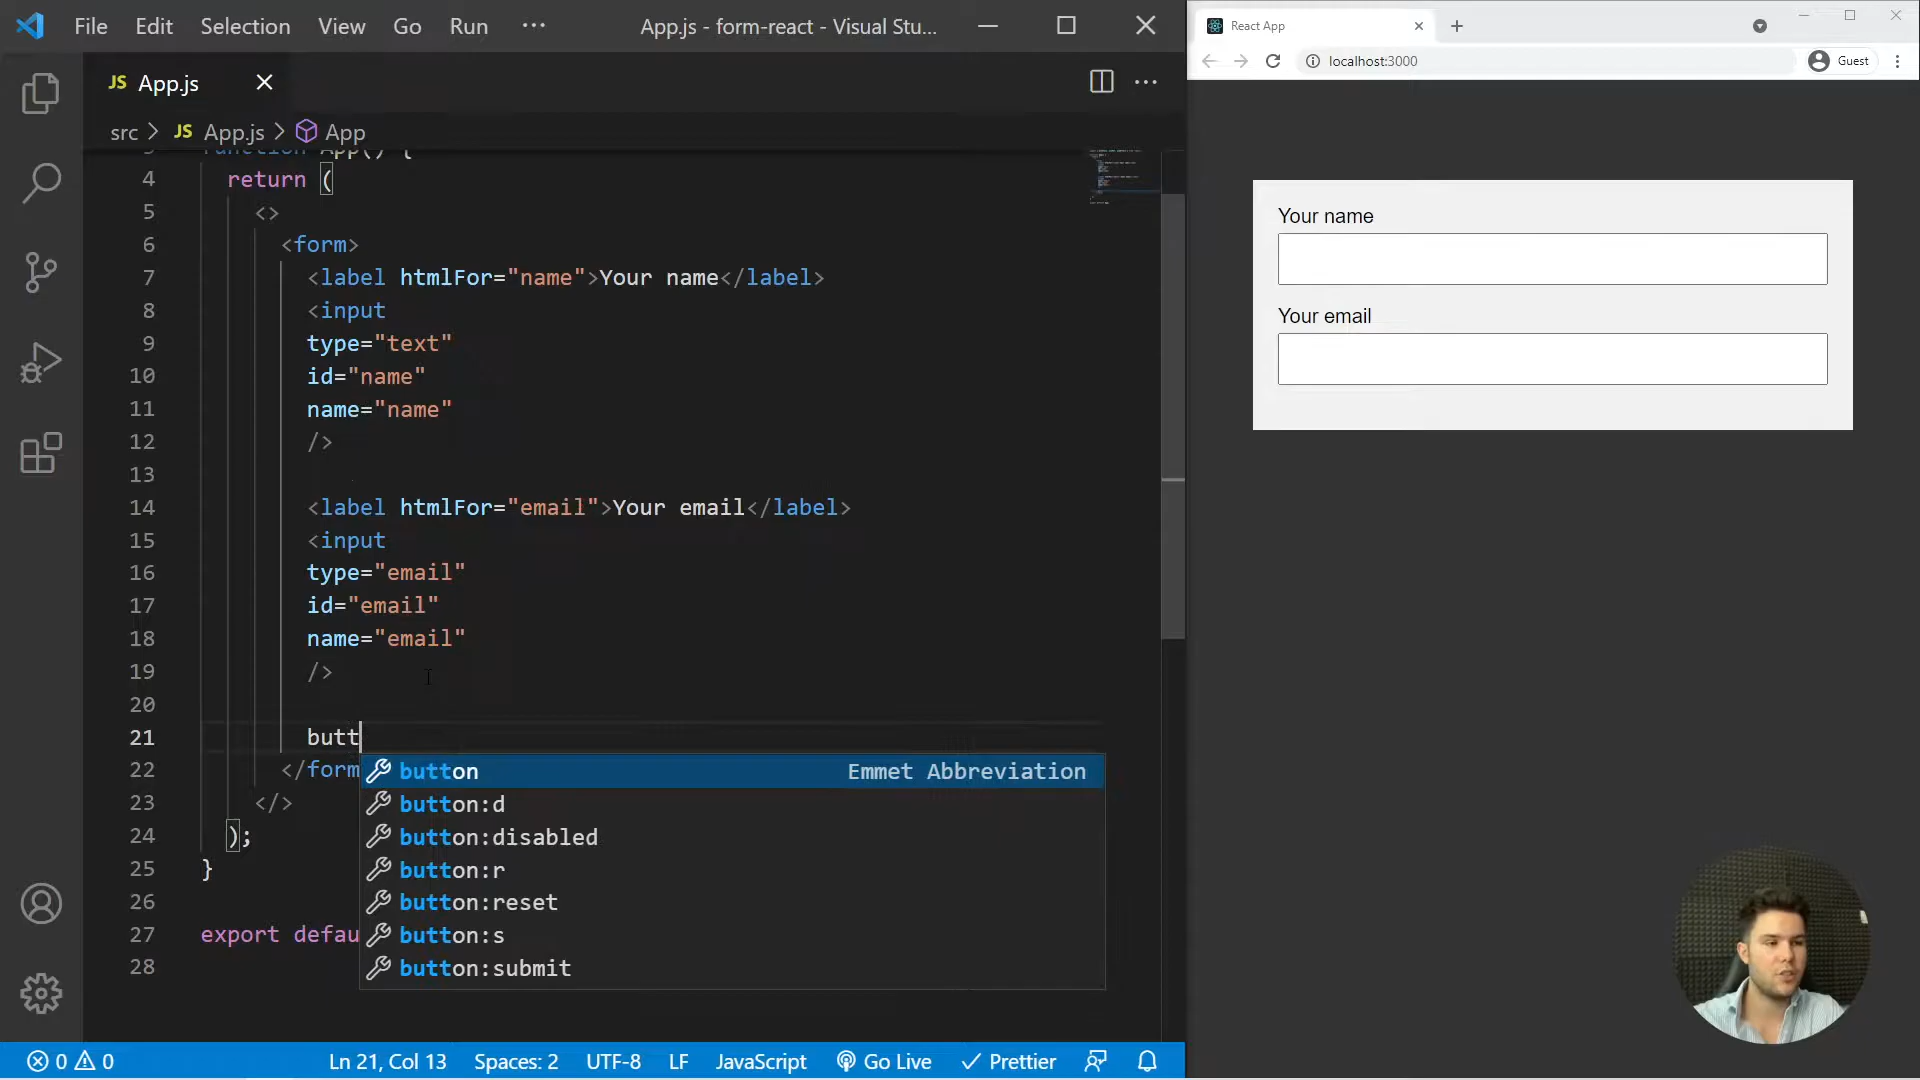 File Edit Selection View Go Run ··· App.js - form-react - Visual Stu...
JS App.js
src > JS App.js > App
3 function App() {
4 return (
5 <>
6 <form>
7 <label htmlFor="name">Your name</label>
8 <input
9 type="text"
10 id="name"
11 name="name"
12 />
13
14 <label htmlFor="email">Your email</label>
15 <input
16 type="email"
17 id="email"
18 name="email"
19 />
20
21 butt
22 </form
23 </>
24 );
25 }
26
27 export defau
28
button Emmet Abbreviation
button:d
button:disabled
button:r
button:reset
button:s
button:submit
0 0 Ln 21, Col 13 Spaces: 2 UTF-8 LF JavaScript Go Live Prettier
React App
localhost:3000 Guest
Your name
Your email